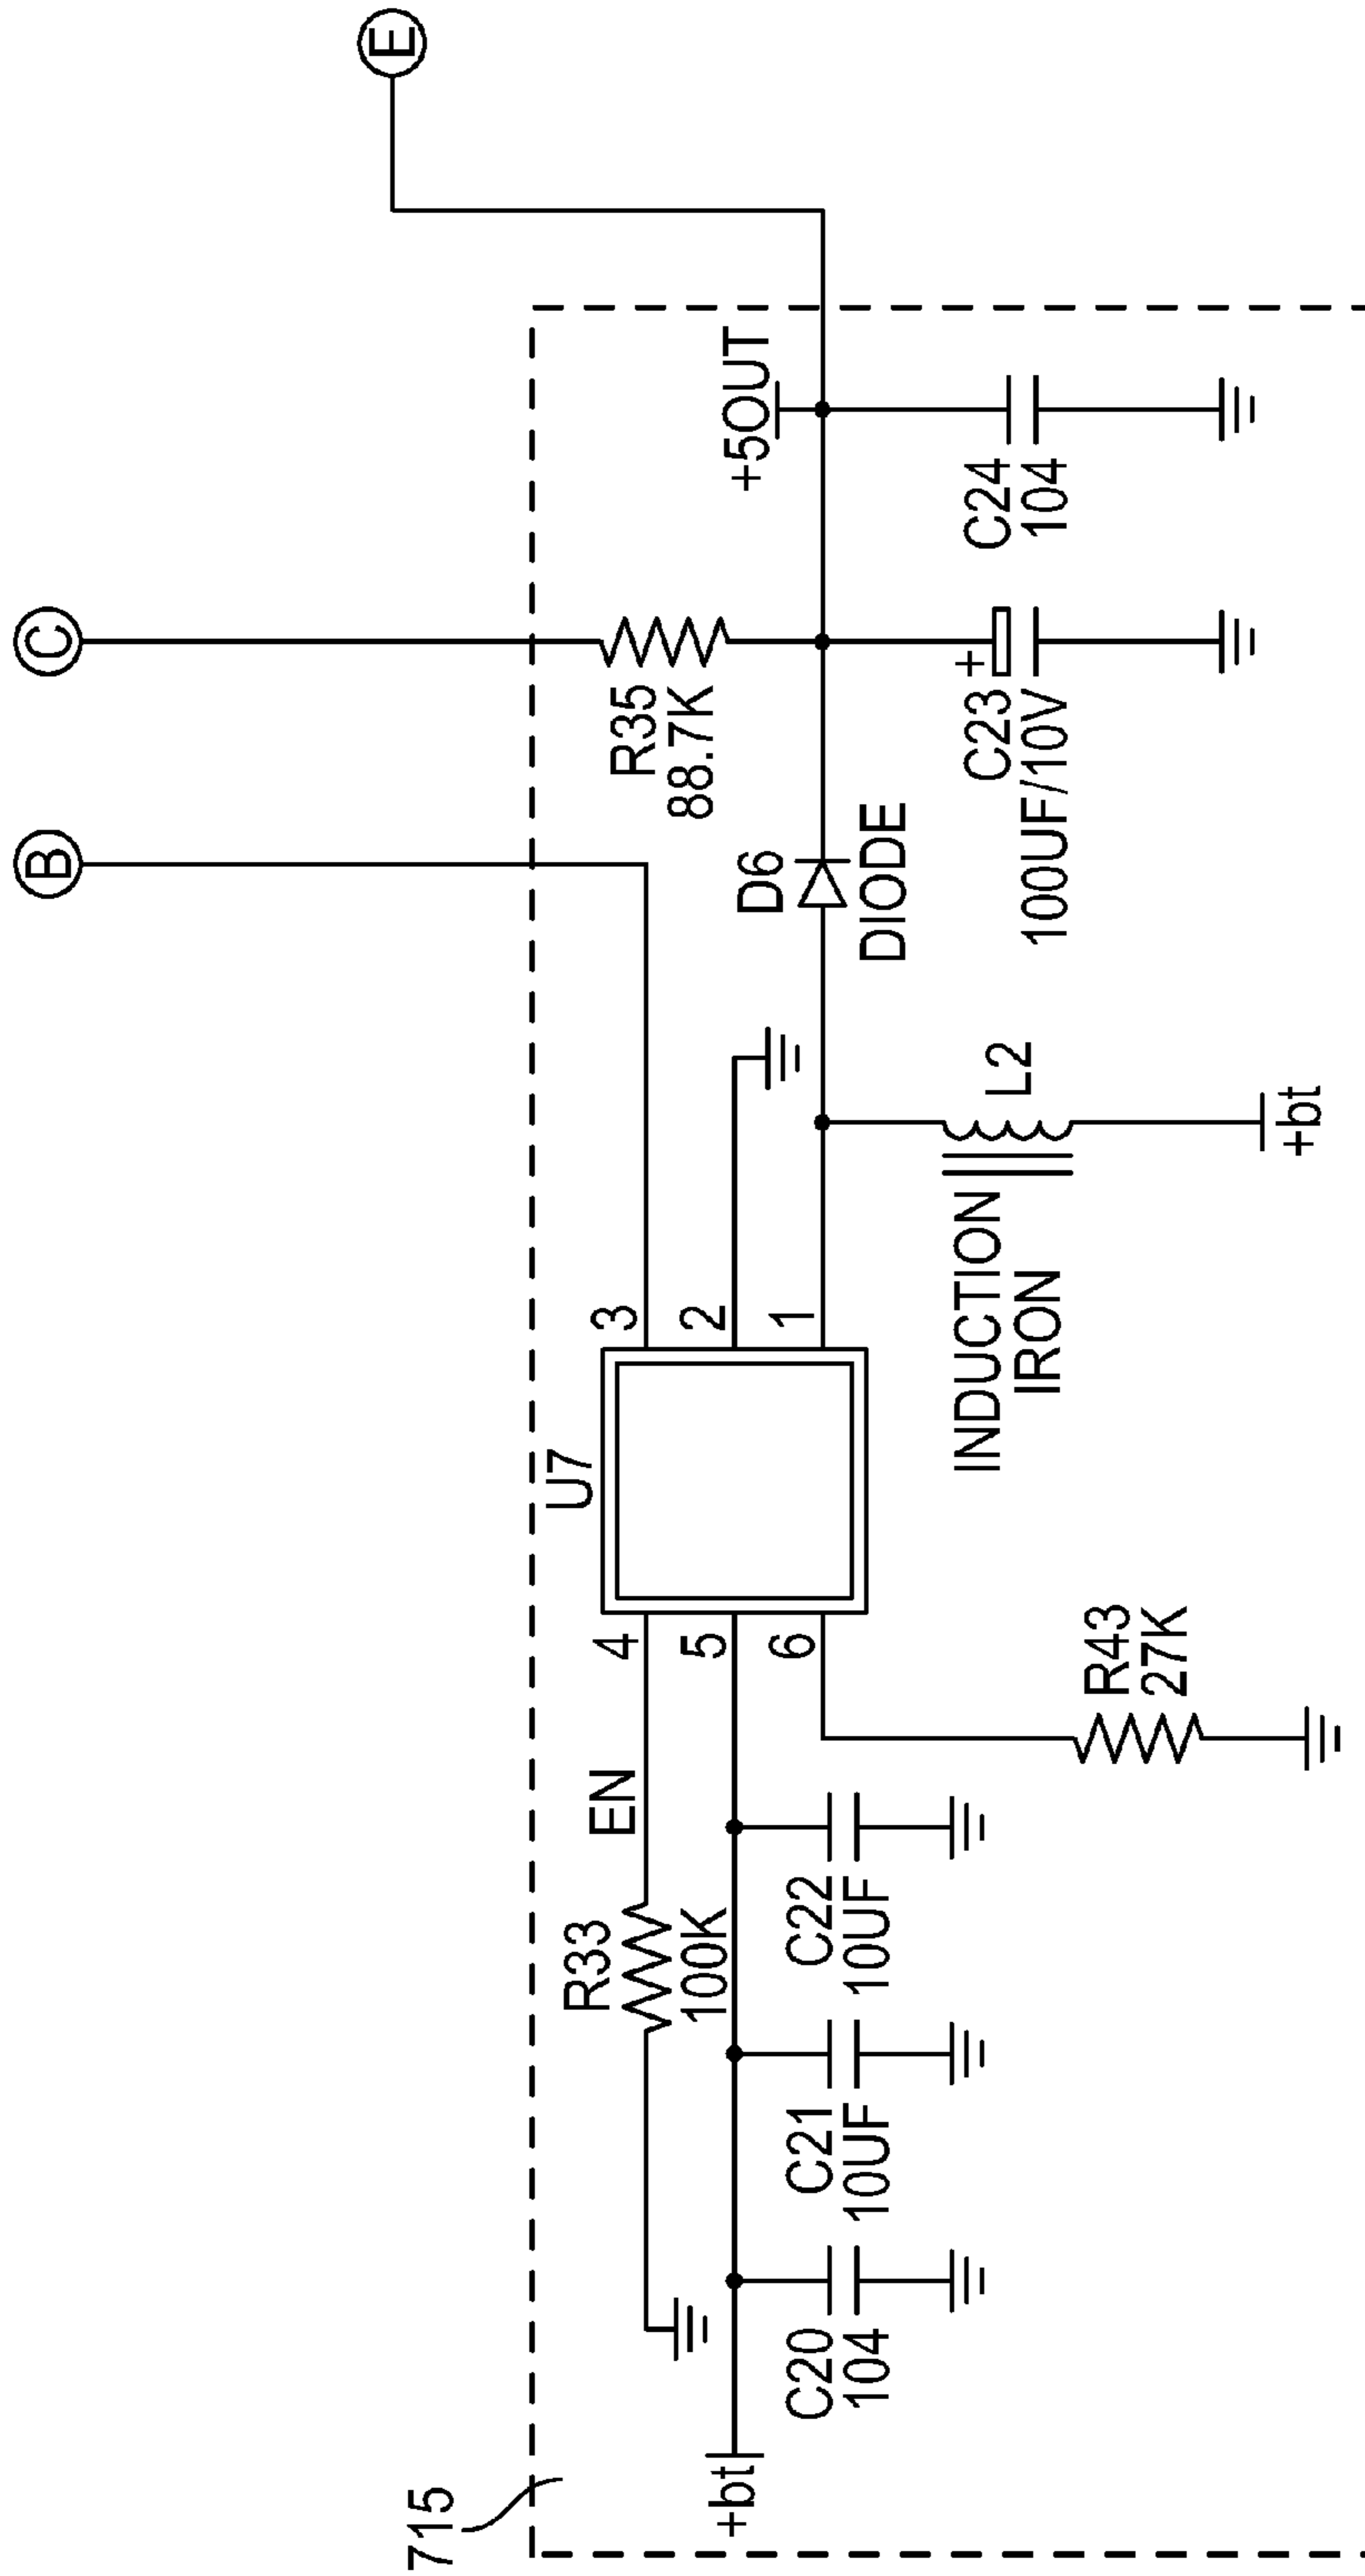 715
+bt
C20
104
C21
10UF
C22
10UF
R33
100K
EN
U7
4
5
6
3
2
1
R43
27K
INDUCTION
IRON
L2
+bt
D6
DIODE
B
C
R35
88.7K
+
C23
100UF/10V
C24
104
+5OUT
E